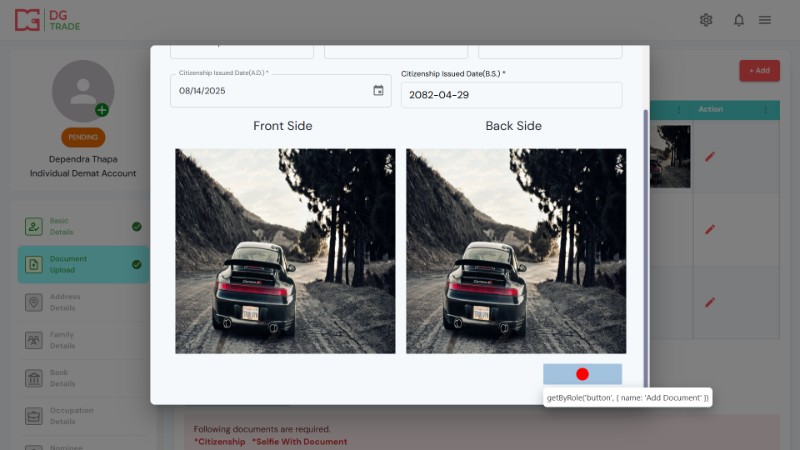 DG
TRADE
+ Add
PENDING
Dependra Thapa
Individual Demat Account
Basic
Details
Document
Upload
Address
Details
Family
Details
Bank
Details
Occupation
Details
Nominee
Citizenship Issued Date(A.D.) *
08/14/2025
Citizenship Issued Date(B.S.) *
2082-04-29
Front Side
Back Side
Action
getByRole('button', { name: 'Add Document' })
Following documents are required.
*Citizenship *Selfie With Document